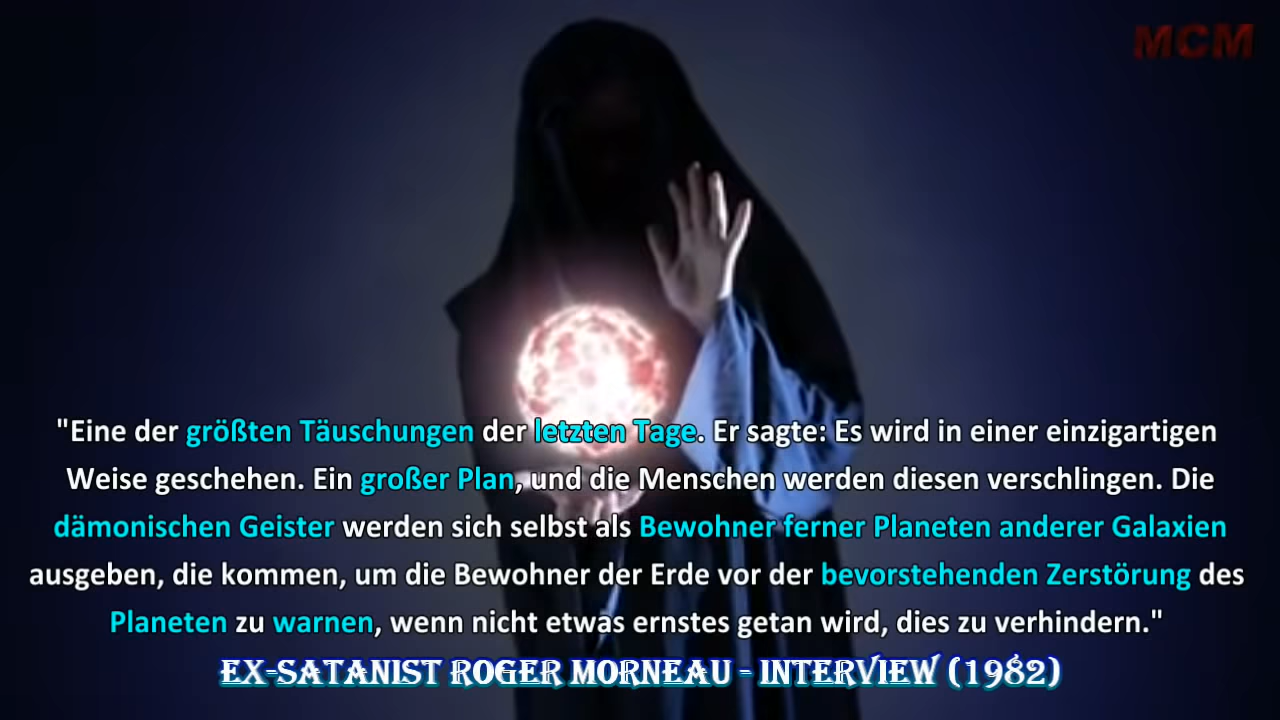 MCM
"Eine der größten Täuschungen der letzten Tage. Er sagte: Es wird in einer einzigartigen
Weise geschehen. Ein großer Plan, und die Menschen werden diesen verschlingen. Die
dämonischen Geister werden sich selbst als Bewohner ferner Planeten anderer Galaxien
ausgeben, die kommen, um die Bewohner der Erde vor der bevorstehenden Zerstörung des
Planeten zu warnen, wenn nicht etwas ernstes getan wird, dies zu verhindern."
EX-SATANIST ROGER MORNEAU - INTERVIEW (1982)